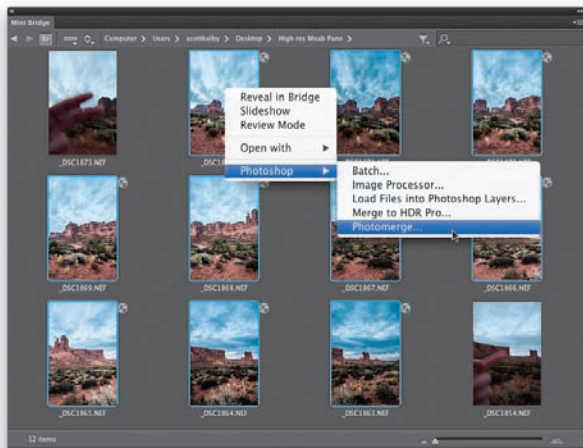 Mini Bridge
Computer > Users > scottkelby > Desktop > High res Moab Pano >
Reveal in Bridge
Slideshow
Review Mode
Open with
Photoshop
Batch...
Image Processor...
Load Files into Photoshop Layers...
Merge to HDR Pro...
Photomerge...
_DSC1873.NEF
_DSC1869.NEF
_DSC1868.NEF
_DSC1867.NEF
_DSC1866.NEF
_DSC1865.NEF
_DSC1864.NEF
_DSC1863.NEF
_DSC1854.NEF
12 items